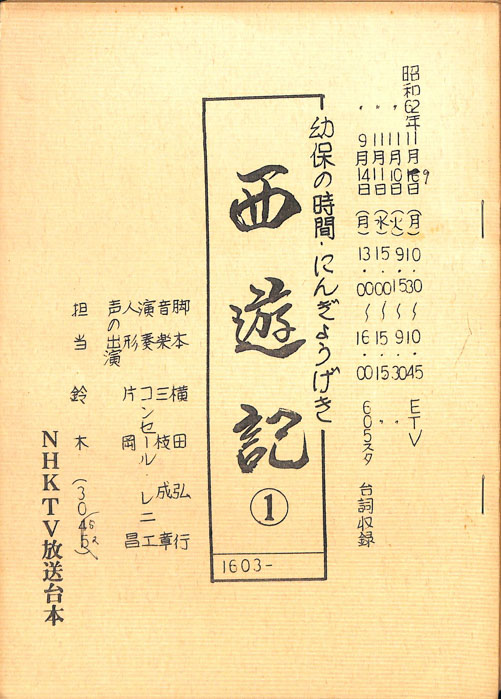 昭和62年11月9日（月）10・30〜10・45 ETV
〃 11月10日（火）9・15〜9・30 〃
〃 11月11日（水）15・00〜15・15 〃
〃 9月14日（月）13・00〜16・00 605スタ 台詞収録
幼保の時間・にんぎょうげき
西遊記
①
1603-
脚本 横田弘行
音楽 三枝成章
演奏 コンセール・レニエ
人形 片岡昌
声の出演
担当 鈴木
NHKTV放送台本